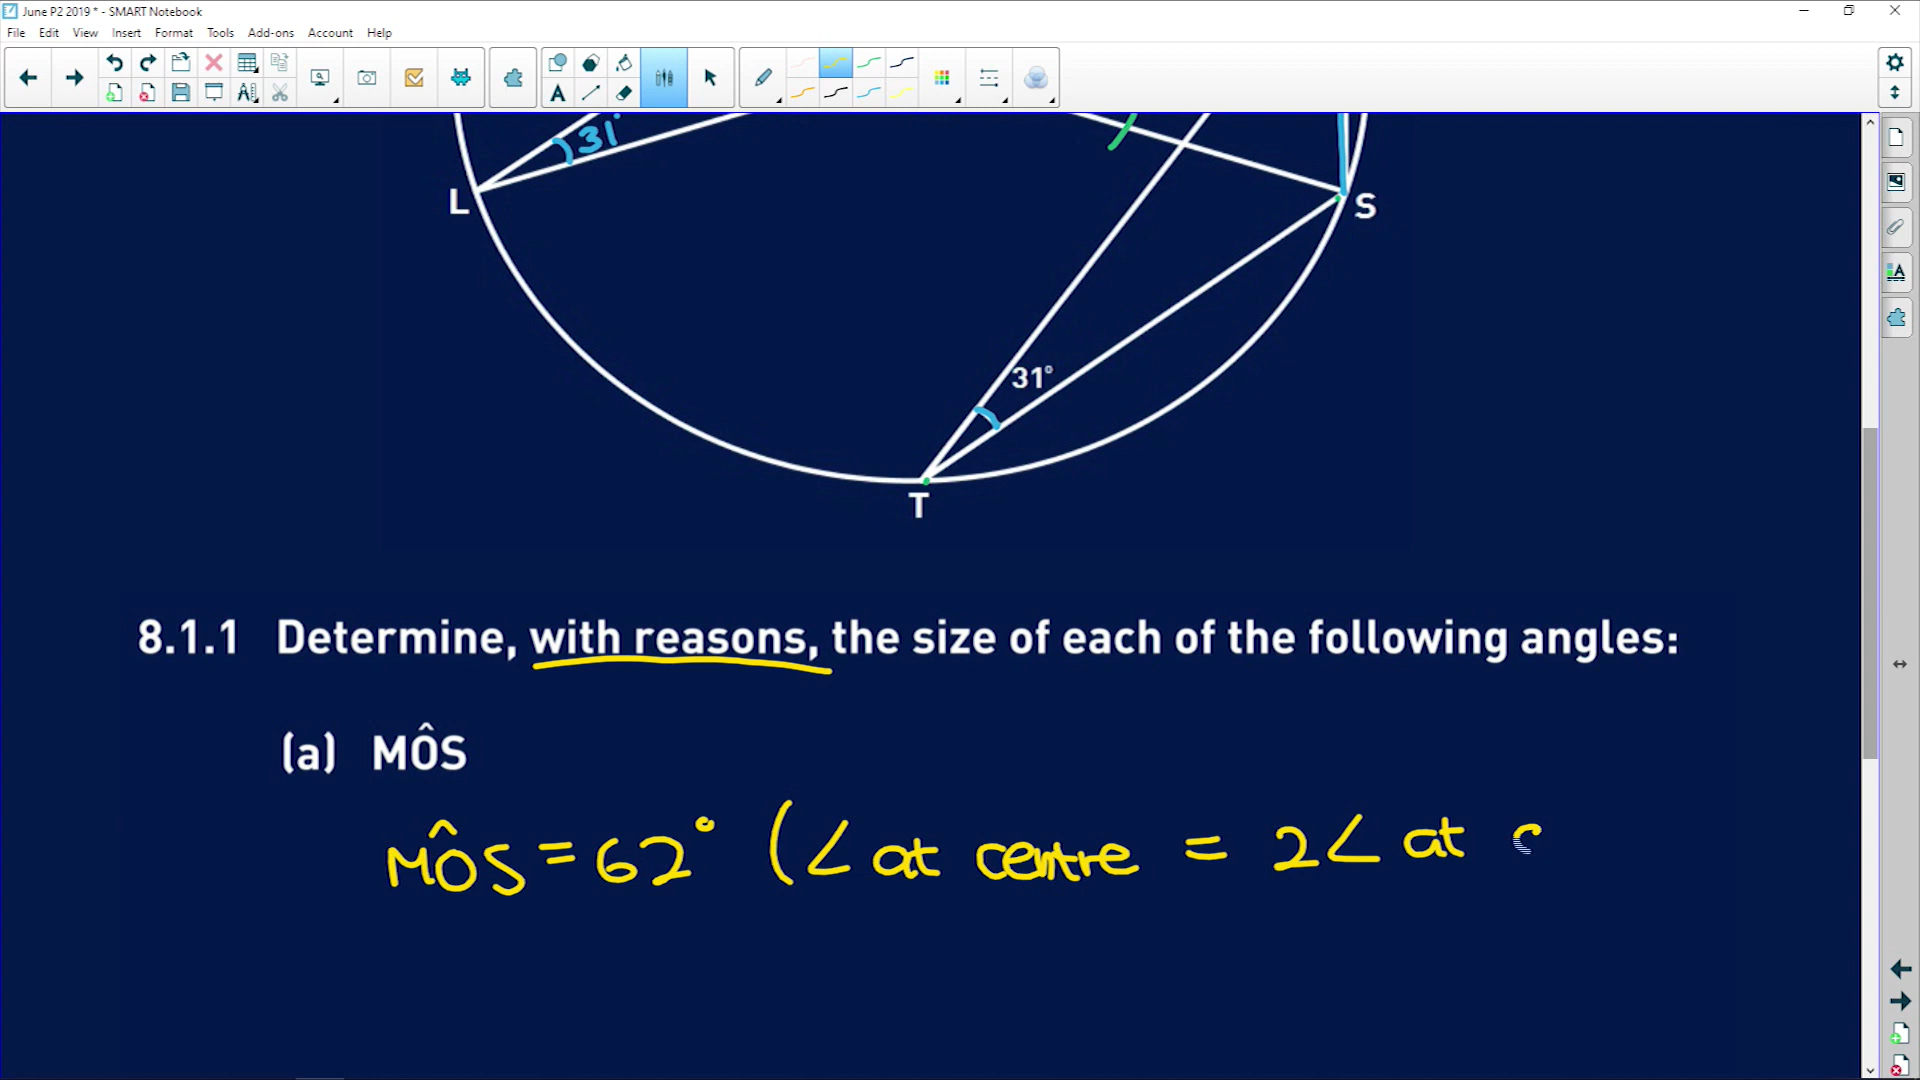 June P2 2019 * - SMART Notebook
File Edit View Insert Format Tools Add-ons Account Help
31°
L
S
31°
T
8.1.1 Determine, with reasons, the size of each of the following angles:
(a) MÔS
MÔS = 62° (∠ at centre = 2∠ at